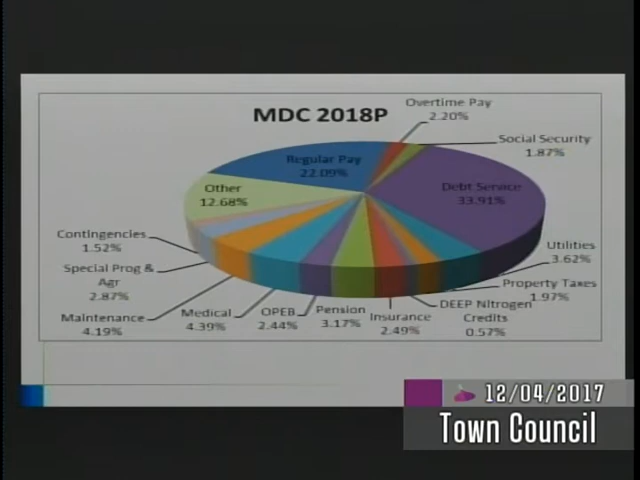 MDC 2018P
Overtime Pay
2.20%
Social Security
1.87%
Regular Pay
22.09%
Debt Service
33.91%
Other
12.68%
Contingencies
1.52%
Utilities
3.62%
Special Prog &
Agr
2.87%
Property Taxes
1.97%
Maintenance
4.19%
Medical
4.39%
OPEB
2.44%
Pension
3.17%
Insurance
2.49%
DEEP Nitrogen
Credits
0.57%
12/04/2017
Town Council